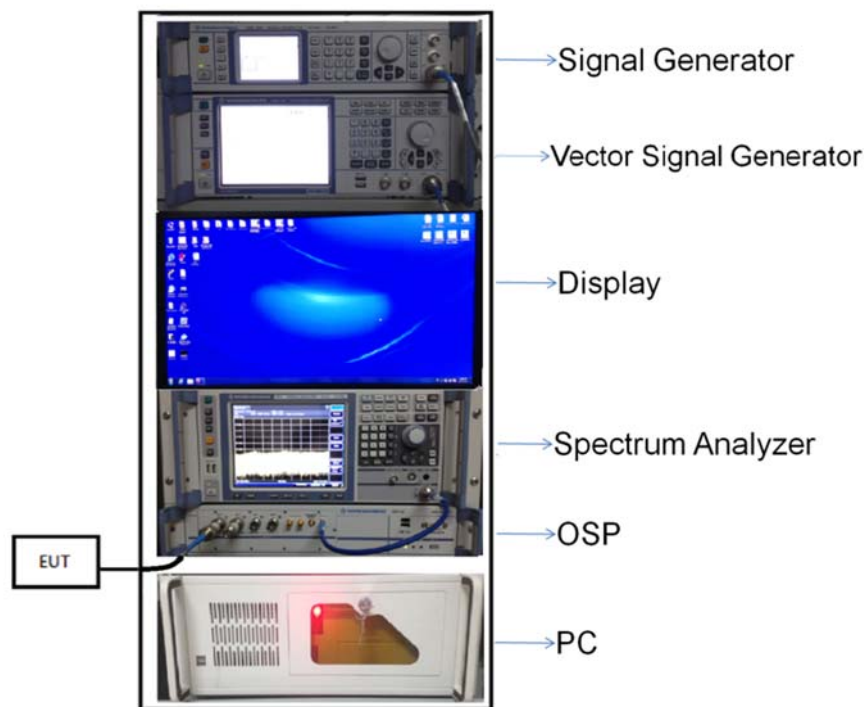 Signal Generator
Vector Signal Generator
Display
Spectrum Analyzer
OSP
EUT
PC